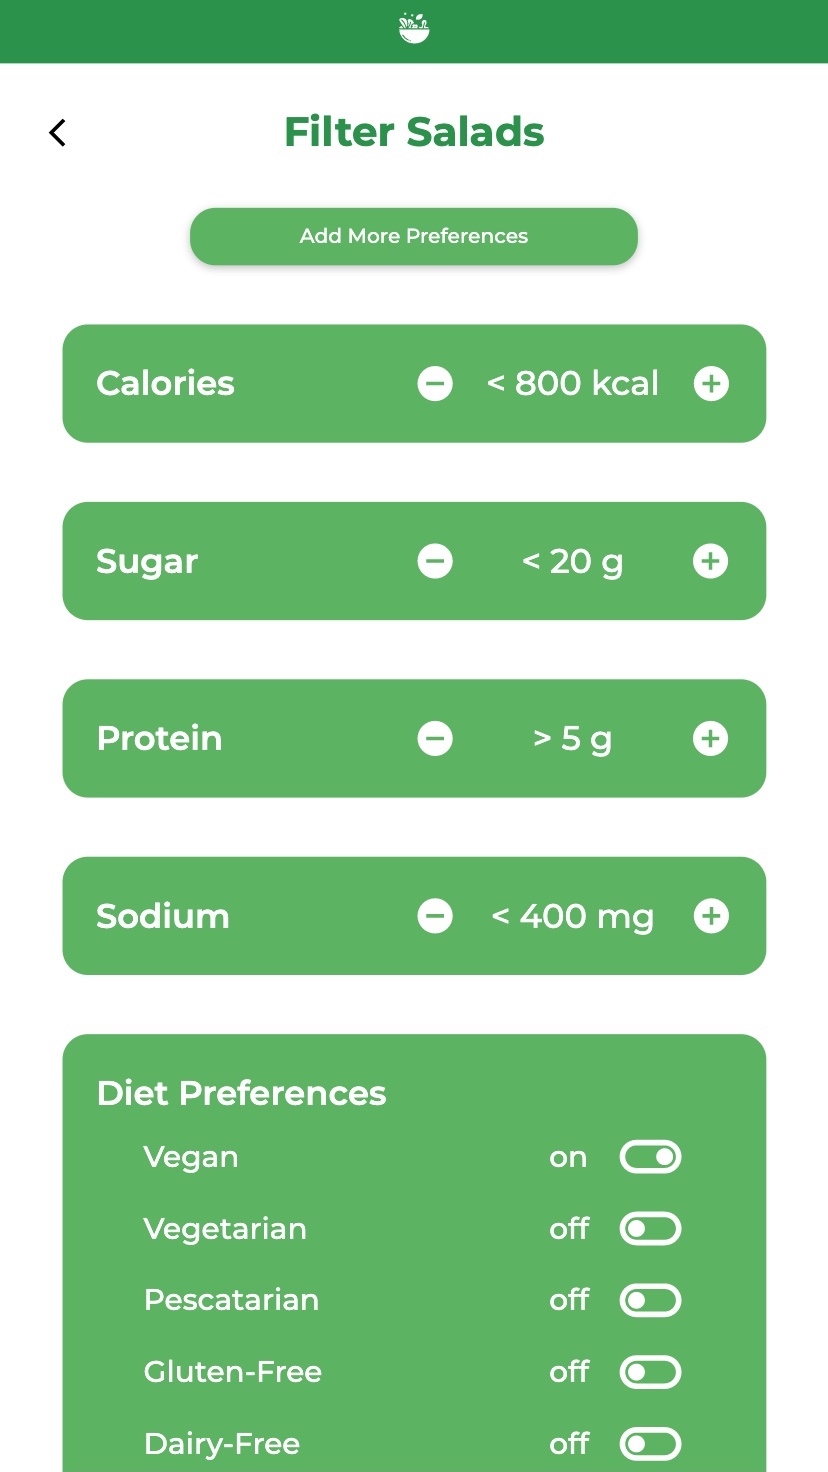 Filter Salads
Add More Preferences
Calories < 800 kcal
Sugar < 20 g
Protein > 5 g
Sodium < 400 mg
Diet Preferences
Vegan on
Vegetarian off
Pescatarian off
Gluten-Free off
Dairy-Free off